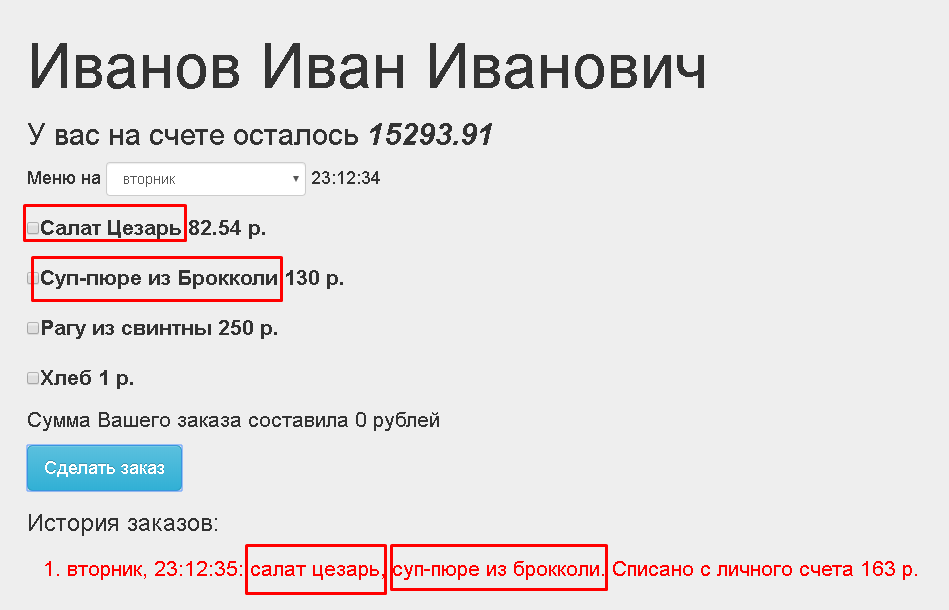 Иванов Иван Иванович
У вас на счете осталось 15293.91
Меню на вторник 23:12:34
Салат Цезарь 82.54 р.
Суп-пюре из Брокколи 130 р.
Рагу из свинтны 250 р.
Хлеб 1 р.
Сумма Вашего заказа составила 0 рублей
Сделать заказ
История заказов:
1. вторник, 23:12:35: салат цезарь, суп-пюре из брокколи. Списано с личного счета 163 р.